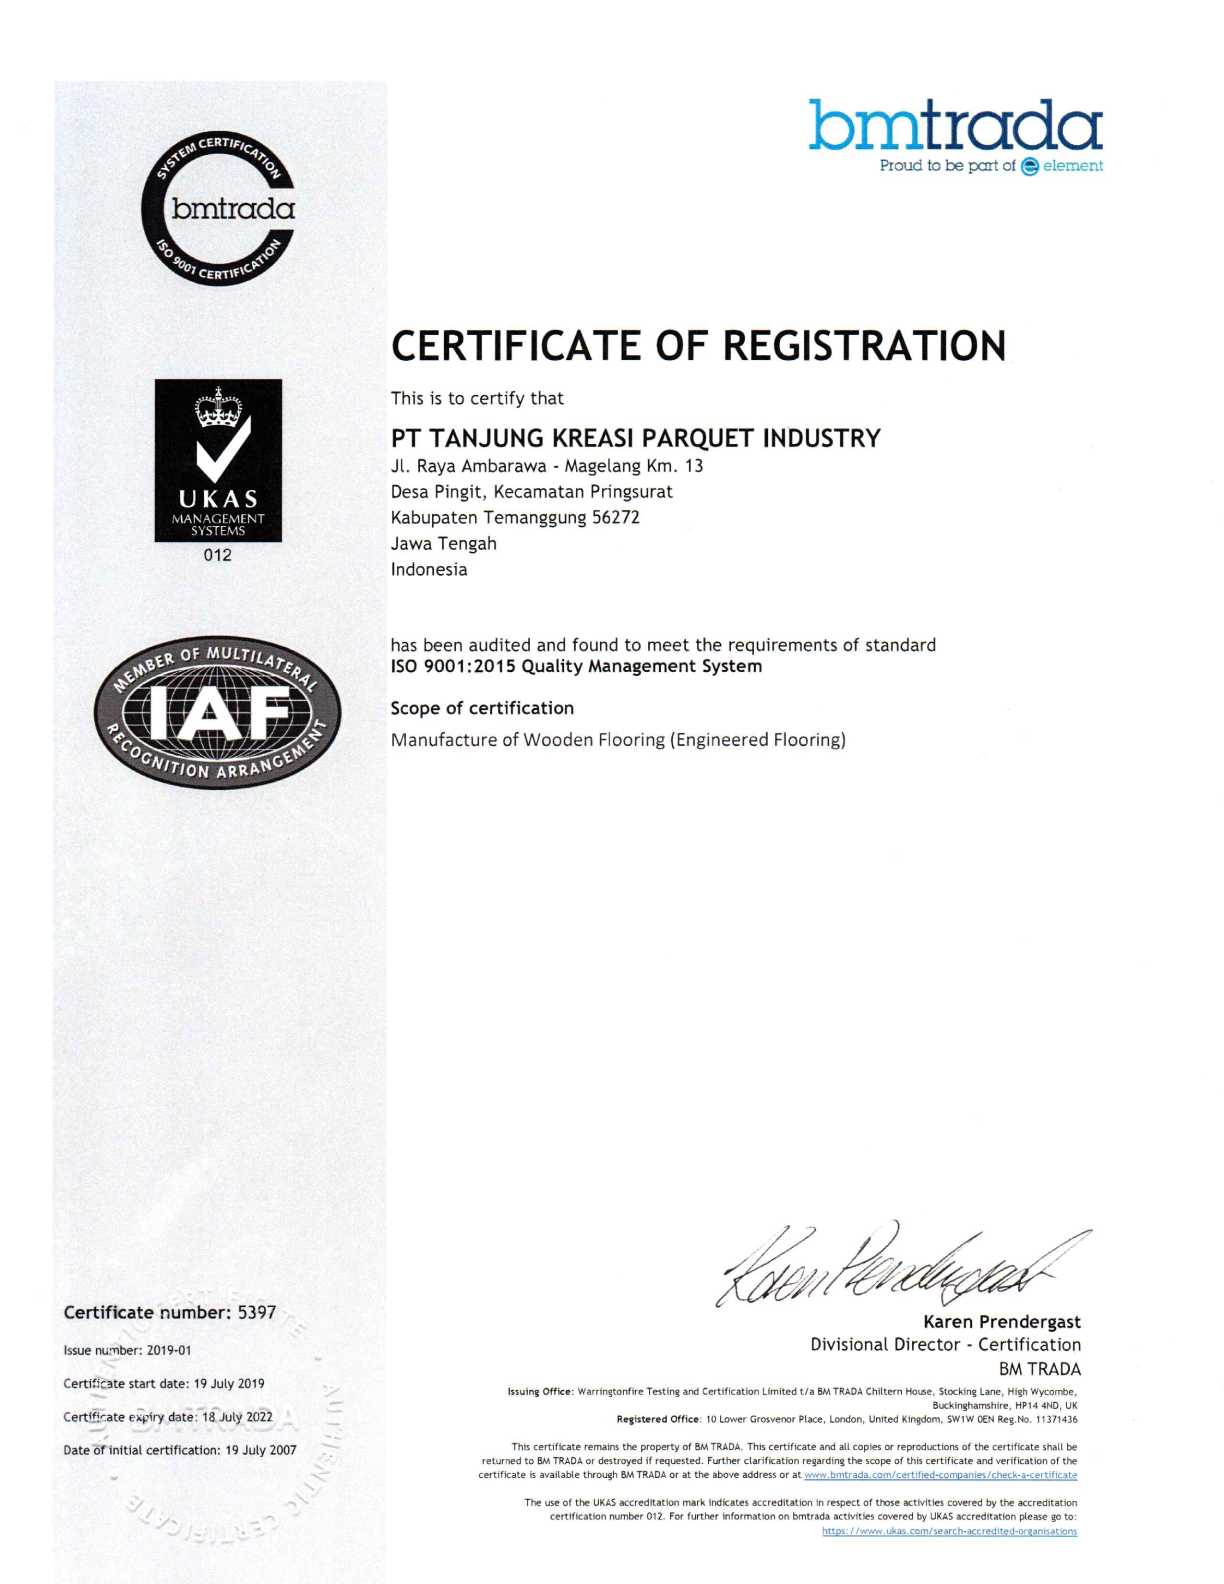 bmtrada
Proud to be part of element
SYSTEM CERTIFICATION
bmtrada
ISO 9001 CERTIFICATION
CERTIFICATE OF REGISTRATION
This is to certify that
PT TANJUNG KREASI PARQUET INDUSTRY
Jl. Raya Ambarawa - Magelang Km. 13
Desa Pingit, Kecamatan Pringsurat
Kabupaten Temanggung 56272
Jawa Tengah
Indonesia
UKAS
MANAGEMENT
SYSTEMS
012
has been audited and found to meet the requirements of standard
ISO 9001:2015 Quality Management System
Scope of certification
Manufacture of Wooden Flooring (Engineered Flooring)
MEMBER OF MULTILATERAL
IAF
RECOGNITION ARRANGEMENT
Karen Prendergast
Karen Prendergast
Divisional Director - Certification
BM TRADA
Certificate number: 5397
Issue number: 2019-01
Certificate start date: 19 July 2019
Certificate expiry date: 18 July 2022
Date of initial certification: 19 July 2007
BMTRADA
AUTHENTIC CERTIFICATE
Issuing Office: Warringtonfire Testing and Certification Limited t/a BM TRADA Chiltern House, Stocking Lane, High Wycombe,
Buckinghamshire, HP14 4ND, UK
Registered Office: 10 Lower Grosvenor Place, London, United Kingdom, SW1W 0EN Reg.No. 11371436
This certificate remains the property of BM TRADA. This certificate and all copies or reproductions of the certificate shall be
returned to BM TRADA or destroyed if requested. Further clarification regarding the scope of this certificate and verification of the
certificate is available through BM TRADA or at the above address or at www.bmtrada.com/certified-companies/check-a-certificate
The use of the UKAS accreditation mark indicates accreditation in respect of those activities covered by the accreditation
certification number 012. For further information on bmtrada activities covered by UKAS accreditation please go to:
https://www.ukas.com/search-accredited-organisations